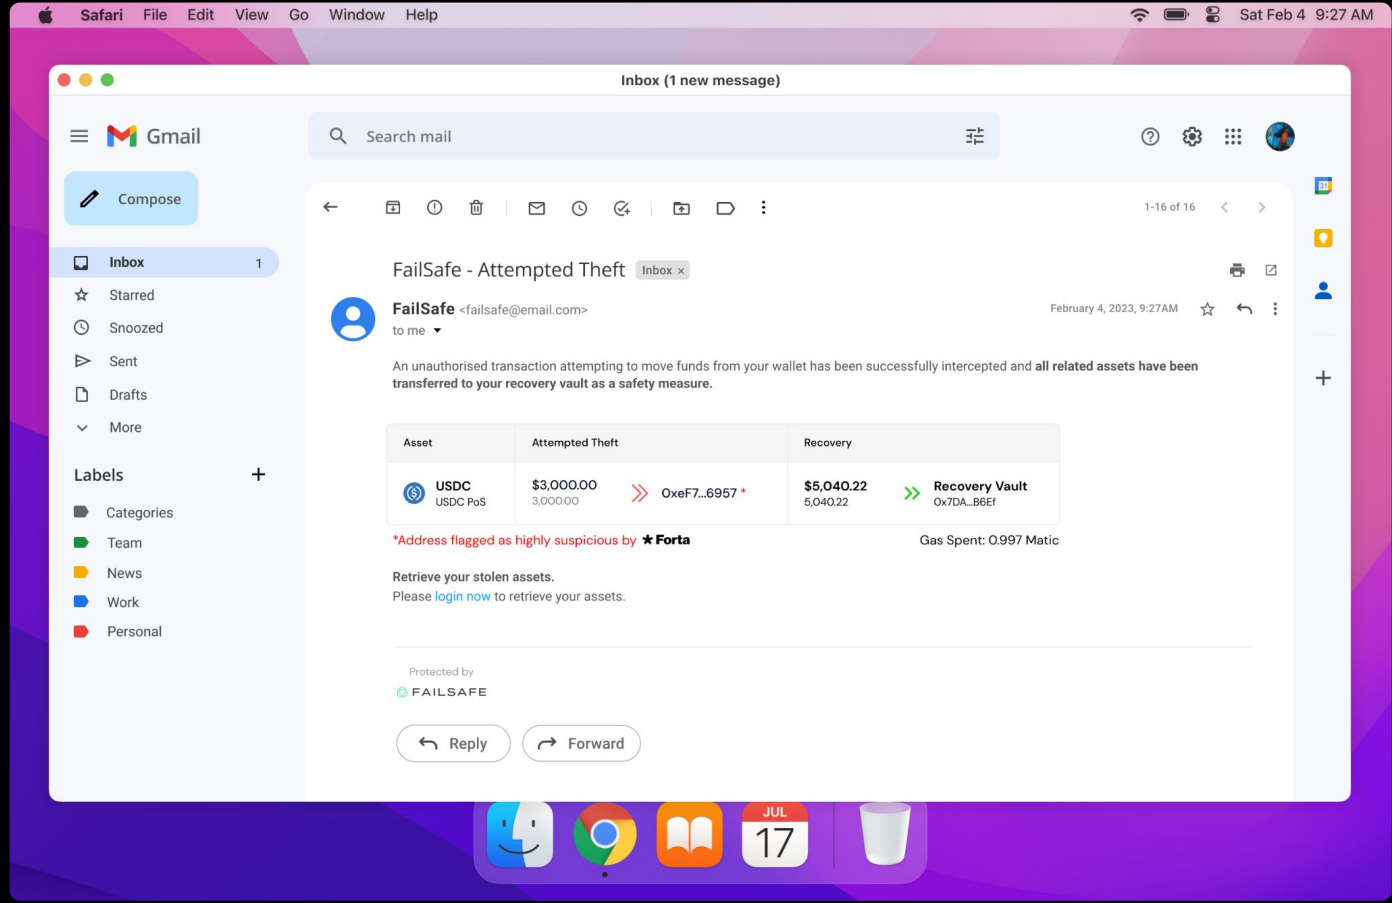 Safari File Edit View Go Window Help
Sat Feb 4 9:27 AM
Inbox (1 new message)
Gmail
Search mail
Compose
1-16 of 16
31
Inbox 1
Starred
Snoozed
Sent
Drafts
More
Labels
Categories
Team
News
Work
Personal
FailSafe - Attempted Theft Inbox ×
FailSafe <failsafe@email.com>
February 4, 2023, 9:27AM
to me
An unauthorised transaction attempting to move funds from your wallet has been successfully intercepted and all related assets have been
transferred to your recovery vault as a safety measure.
Asset Attempted Theft Recovery
USDC $3,000.00 0xeF7...6957 * $5,040.22 Recovery Vault
USDC PoS 3,000.00 5,040.22 0x7DA...B6Ef
*Address flagged as highly suspicious by Forta
Gas Spent: 0.997 Matic
Retrieve your stolen assets.
Please login now to retrieve your assets.
Protected by
FAILSAFE
Reply Forward
JUL
17